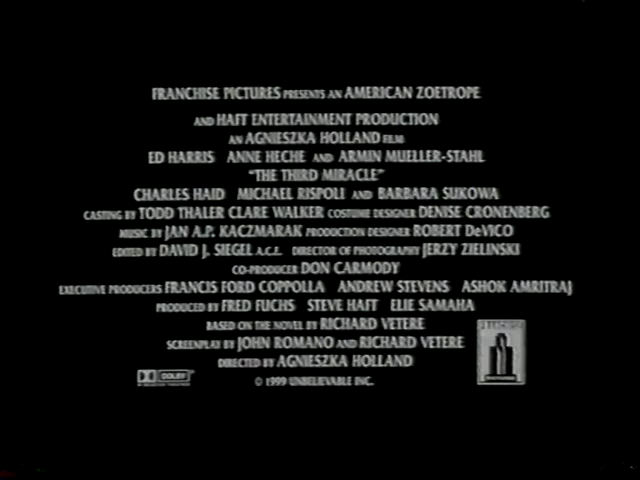 FRANCHISE PICTURES PRESENTS AN AMERICAN ZOETROPE
AND HAFT ENTERTAINMENT PRODUCTION
AN AGNIESZKA HOLLAND FILM
ED HARRIS ANNE HECHE AND ARMIN MUELLER-STAHL
"THE THIRD MIRACLE"
CHARLES HAID MICHAEL RISPOLI AND BARBARA SUKOWA
CASTING BY TODD THALER CLARE WALKER COSTUME DESIGNER DENISE CRONENBERG
MUSIC BY JAN A.P. KACZMARAK PRODUCTION DESIGNER ROBERT DeVICO
EDITED BY DAVID J. SIEGEL A.C.E. DIRECTOR OF PHOTOGRAPHY JERZY ZIELINSKI
CO-PRODUCER DON CARMODY
EXECUTIVE PRODUCERS FRANCIS FORD COPPOLLA ANDREW STEVENS ASHOK AMRITRAJ
PRODUCED BY FRED FUCHS STEVE HAFT ELIE SAMAHA
BASED ON THE NOVEL BY RICHARD VETERE
SCREENPLAY BY JOHN ROMANO AND RICHARD VETERE
DIRECTED BY AGNIESZKA HOLLAND
DOLBY
© 1999 UNBELIEVABLE INC.